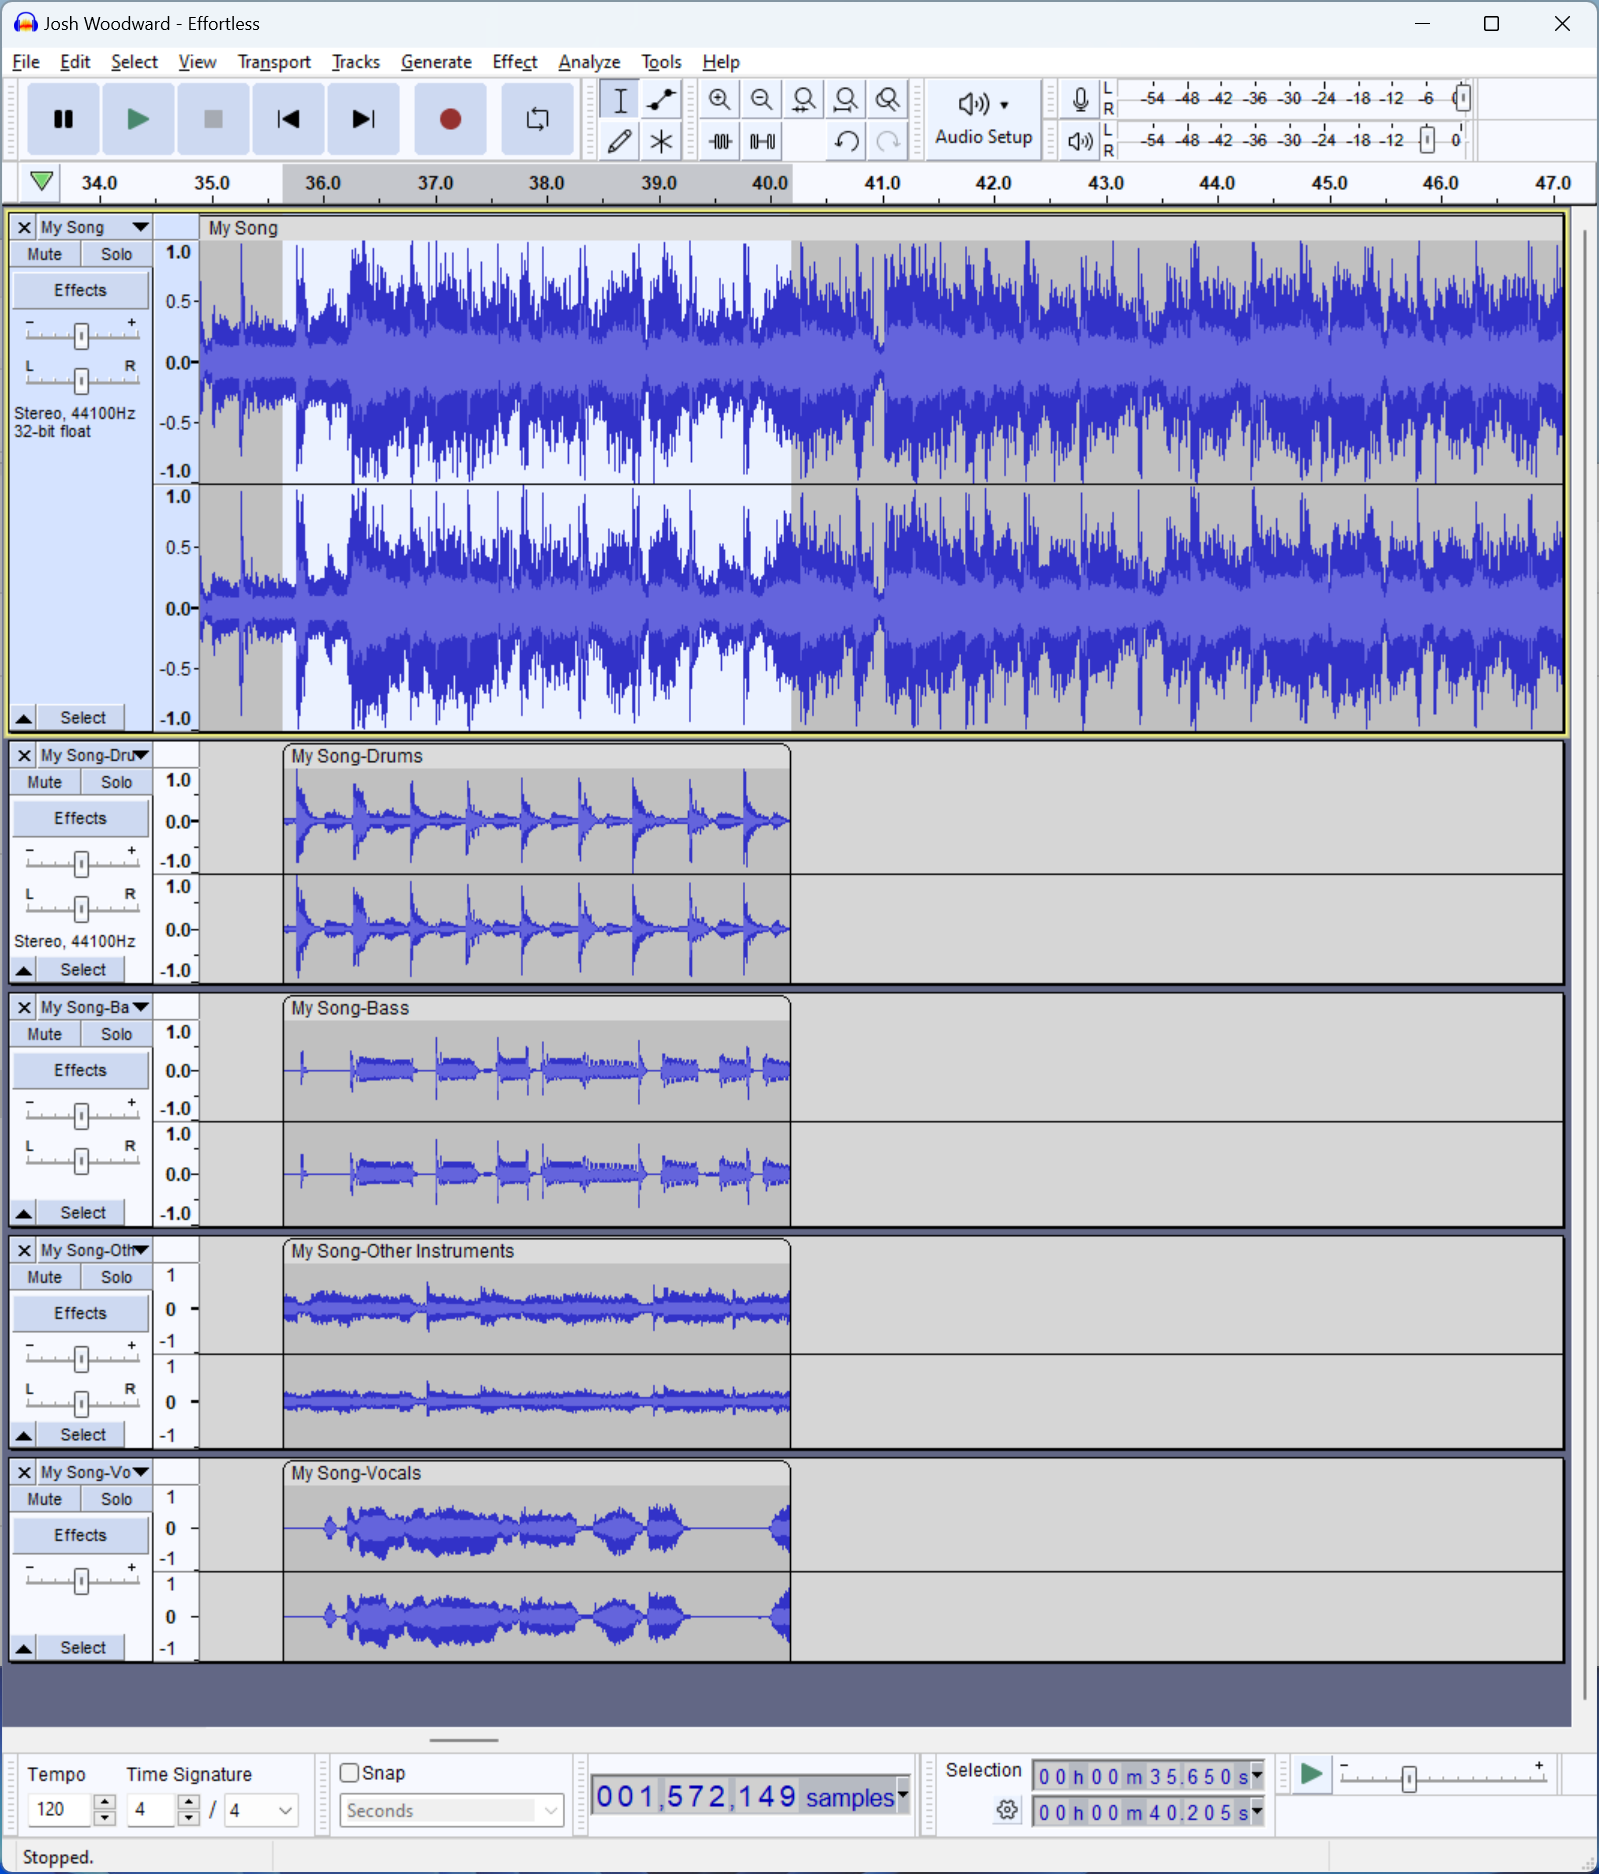 Josh Woodward - Effortless
File Edit Select View Transport Tracks Generate Effect Analyze Tools Help
L R -54 -48 -42 -36 -30 -24 -18 -12 -6 0
Audio Setup
L R -54 -48 -42 -36 -30 -24 -18 -12 0
34.0 35.0 36.0 37.0 38.0 39.0 40.0 41.0 42.0 43.0 44.0 45.0 46.0 47.0
My Song My Song
Mute Solo 1.0
Effects 0.5
- +
L R 0.0
Stereo, 44100Hz -0.5
32-bit float
-1.0
1.0
0.5
0.0
-0.5
Select -1.0
My Song-Dru My Song-Drums
Mute Solo 1.0
Effects 0.0
- + -1.0
L R 1.0
0.0
Stereo, 44100Hz
Select -1.0
My Song-Ba My Song-Bass
Mute Solo 1.0
Effects 0.0
- + -1.0
L R 1.0
0.0
Select -1.0
My Song-Oth My Song-Other Instruments
Mute Solo 1
Effects 0
- + -1
1
L R 0
Select -1
My Song-Vo My Song-Vocals
Mute Solo 1
Effects 0
- + -1
1
0
Select -1
Tempo Time Signature Snap Selection
120 4 / 4 Seconds 001,572,149 samples 00h00m35.650s - +
00h00m40.205s
Stopped.